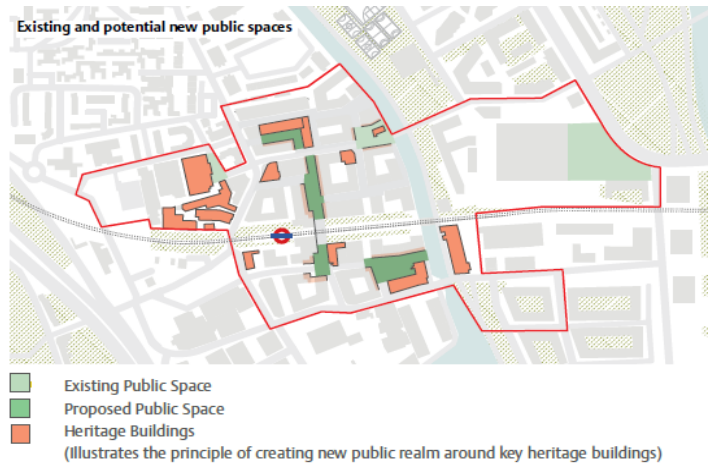 Existing and potential new public spaces
Existing Public Space
Proposed Public Space
Heritage Buildings
(Illustrates the principle of creating new public realm around key heritage buildings)